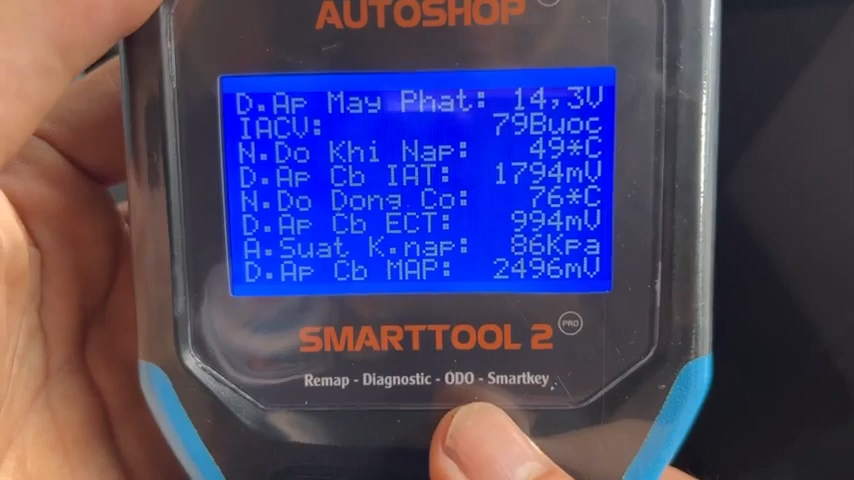 AUTOSHOP
D.Ap May Phat: 14,3V
IACV: 79Buoc
N.Do Khi Nap: 49*C
D.Ap Cb IAT: 1794mV
N.Do Dong Co: 76*C
D.Ap Cb ECT: 994mV
A.Suat K.nap: 86Kpa
D.Ap Cb MAP: 2496mV
SMARTTOOL 2 PRO
Remap - Diagnostic - ODO - Smartkey